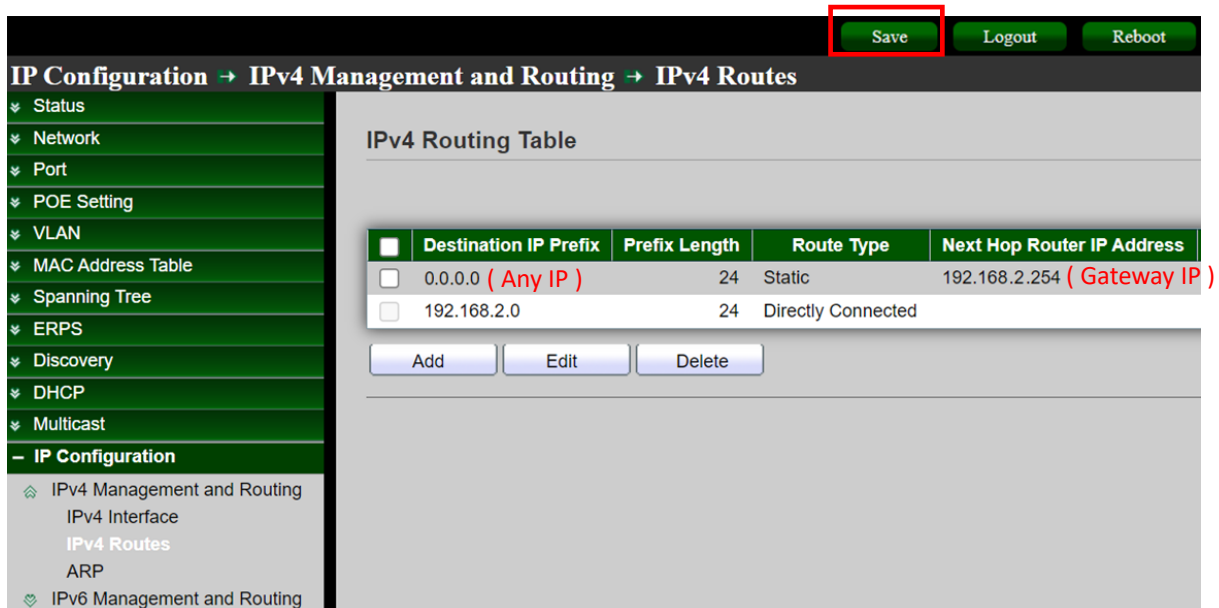 Save Logout Reboot
IP Configuration → IPv4 Management and Routing → IPv4 Routes
Status
Network
Port
POE Setting
VLAN
MAC Address Table
Spanning Tree
ERPS
Discovery
DHCP
Multicast
IP Configuration
IPv4 Management and Routing
IPv4 Interface
IPv4 Routes
ARP
IPv6 Management and Routing
IPv4 Routing Table
Destination IP Prefix Prefix Length Route Type Next Hop Router IP Address
0.0.0.0 ( Any IP ) 24 Static 192.168.2.254 ( Gateway IP )
192.168.2.0 24 Directly Connected
Add Edit Delete